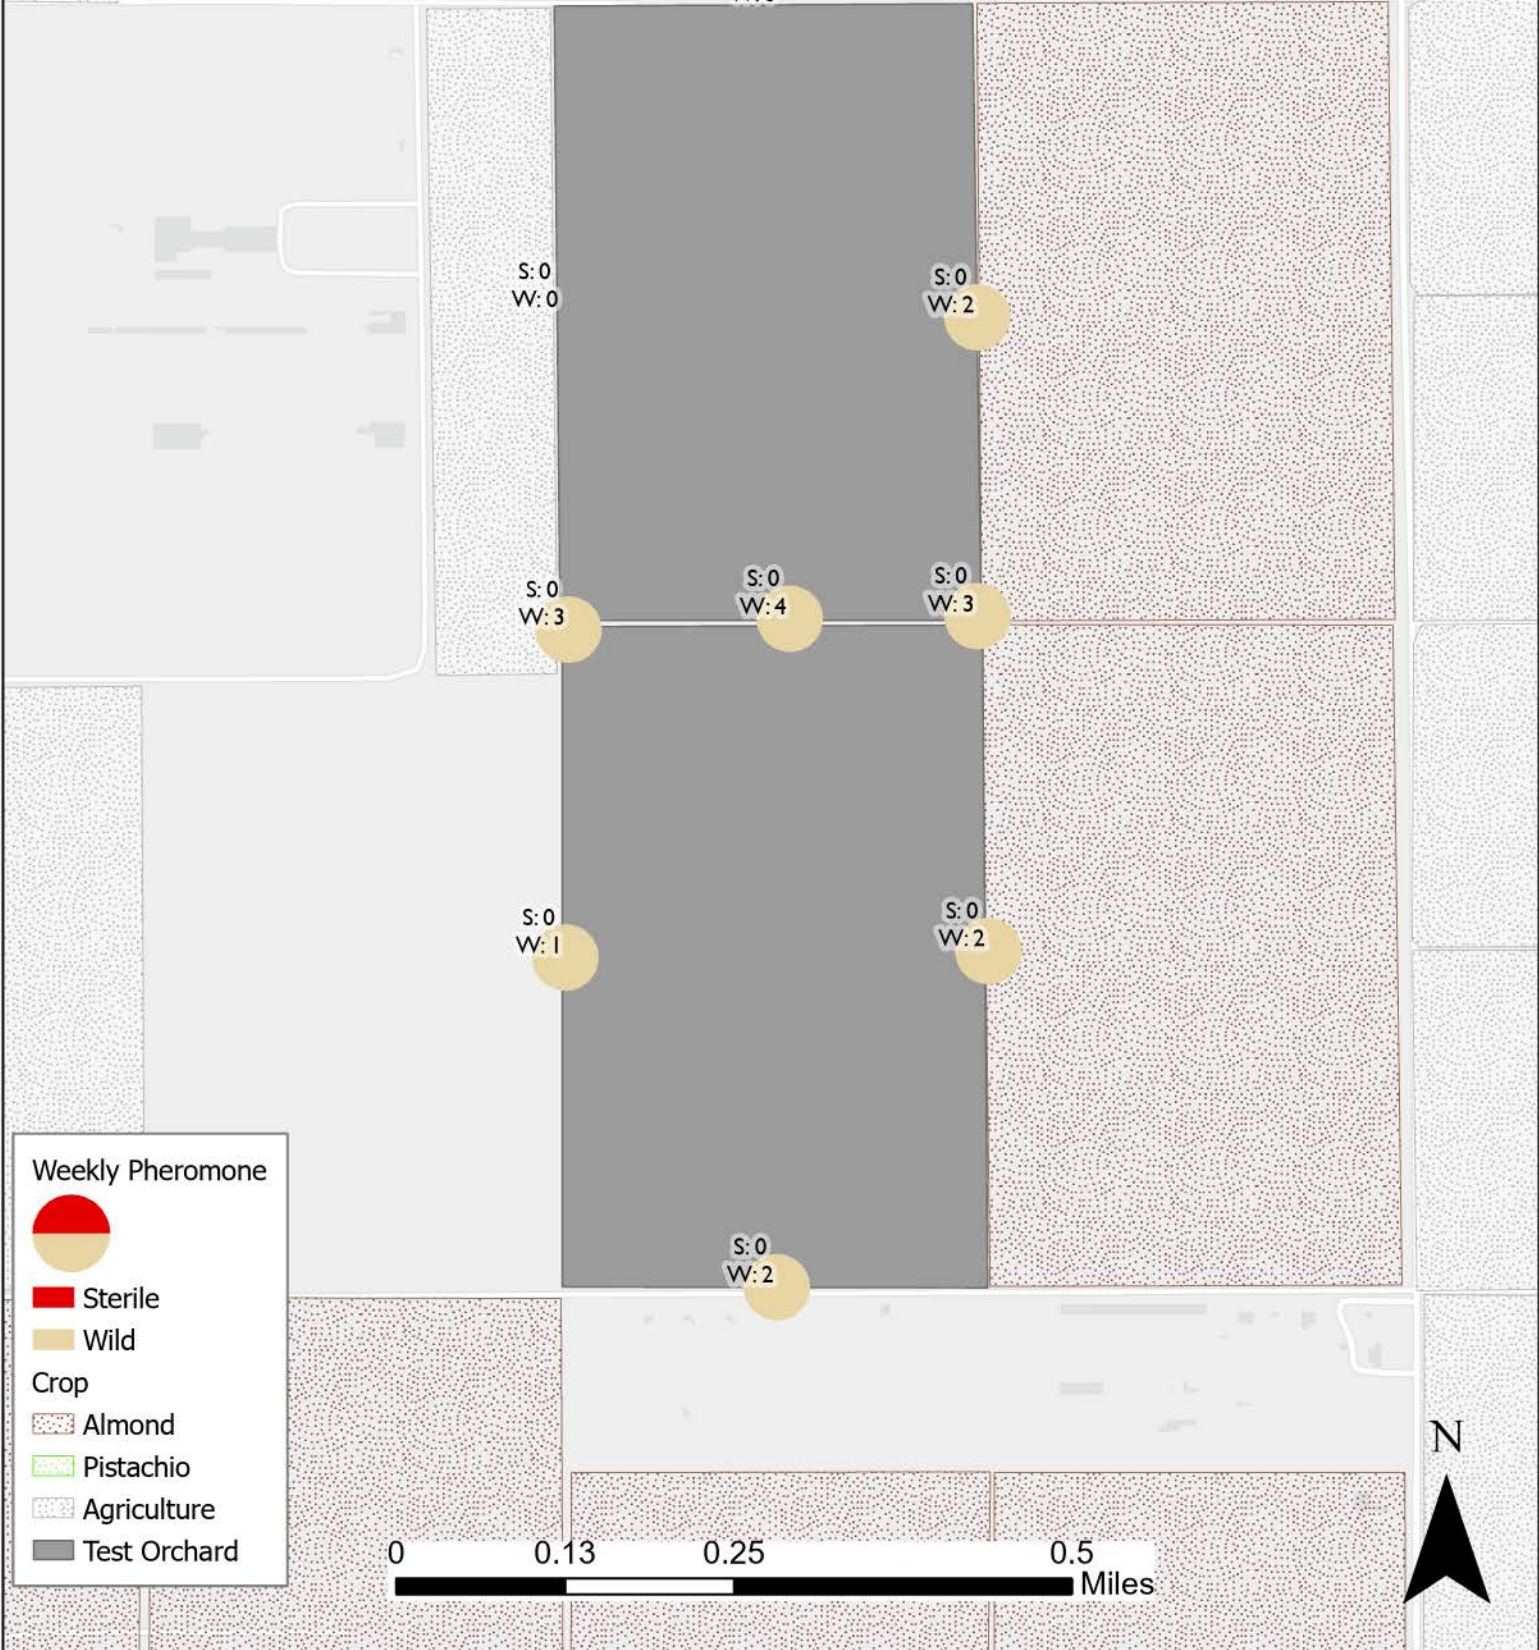 S: 0
W: 0
S: 0
W: 2
S: 0
W: 3
S: 0
W: 4
S: 0
W: 3
S: 0
W: 1
S: 0
W: 2
S: 0
W: 2
Weekly Pheromone
Sterile
Wild
Crop
Almond
Pistachio
Agriculture
Test Orchard
0 0.13 0.25 0.5
Miles
N